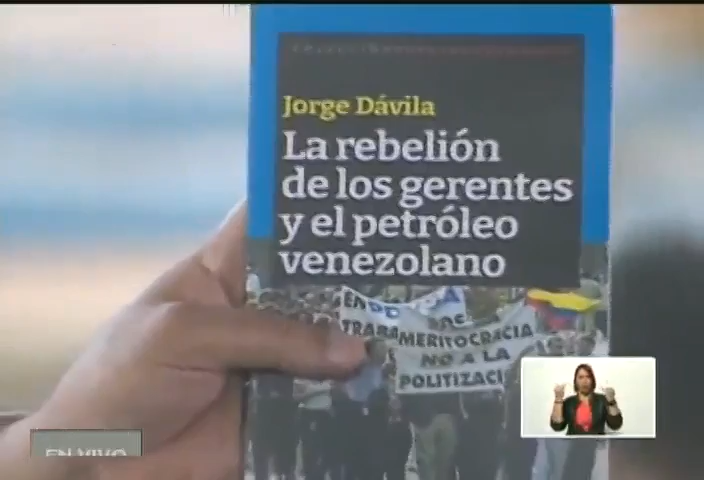 Jorge Dávila
La rebelión
de los gerentes
y el petróleo
venezolano
MERITOCRACIA
NO A LA
POLITIZACI
EN VIVO